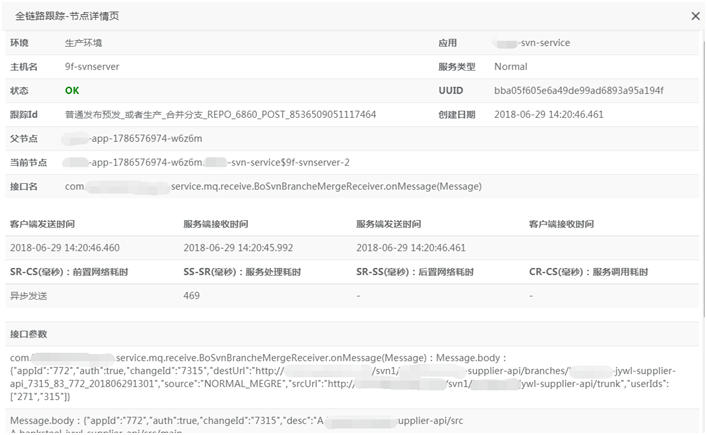 全链路跟踪-节点详情页
环境 生产环境 应用 -svn-service
主机名 9f-svnserver 服务类型 Normal
状态 OK UUID bba05f605e6a49de99ad6893a95a194f
跟踪Id 普通发布预发_或者生产_合并分支_REPO_6860_POST_8536509051117464 创建日期 2018-06-29 14:20:46.461
父节点 -app-1786576974-w6z6m
当前节点 -app-1786576974-w6z6m. -svn-service$9f-svnserver-2
接口名 com. service.mq.receive.BoSvnBrancheMergeReceiver.onMessage(Message)
客户端发送时间 服务端接收时间 服务端发送时间 客户端接收时间
2018-06-29 14:20:46.460 2018-06-29 14:20:45.992 2018-06-29 14:20:46.461
SR-CS(毫秒)：前置网络耗时 SS-SR(毫秒)：服务处理耗时 SR-SS(毫秒)：后置网络耗时 CR-CS(毫秒)：服务调用耗时
异步发送 469 - -
接口参数
com. .service.mq.receive.BoSvnBrancheMergeReceiver.onMessage(Message)：Message.body：
{"appId":"772","auth":true,"changeId":"7315","destUrl":"http:// /svn1/ -supplier-api/branches/ -jywl-supplier-
api_7315_83_772_201806291301","source":"NORMAL_MEGRE","srcUrl":"http:// /svn1/ jywl-supplier-api/trunk","userIds":
["271","315"]})
Message.body：{"appId":"772","auth":true,"changeId":"7315","desc":"A upplier-api/src